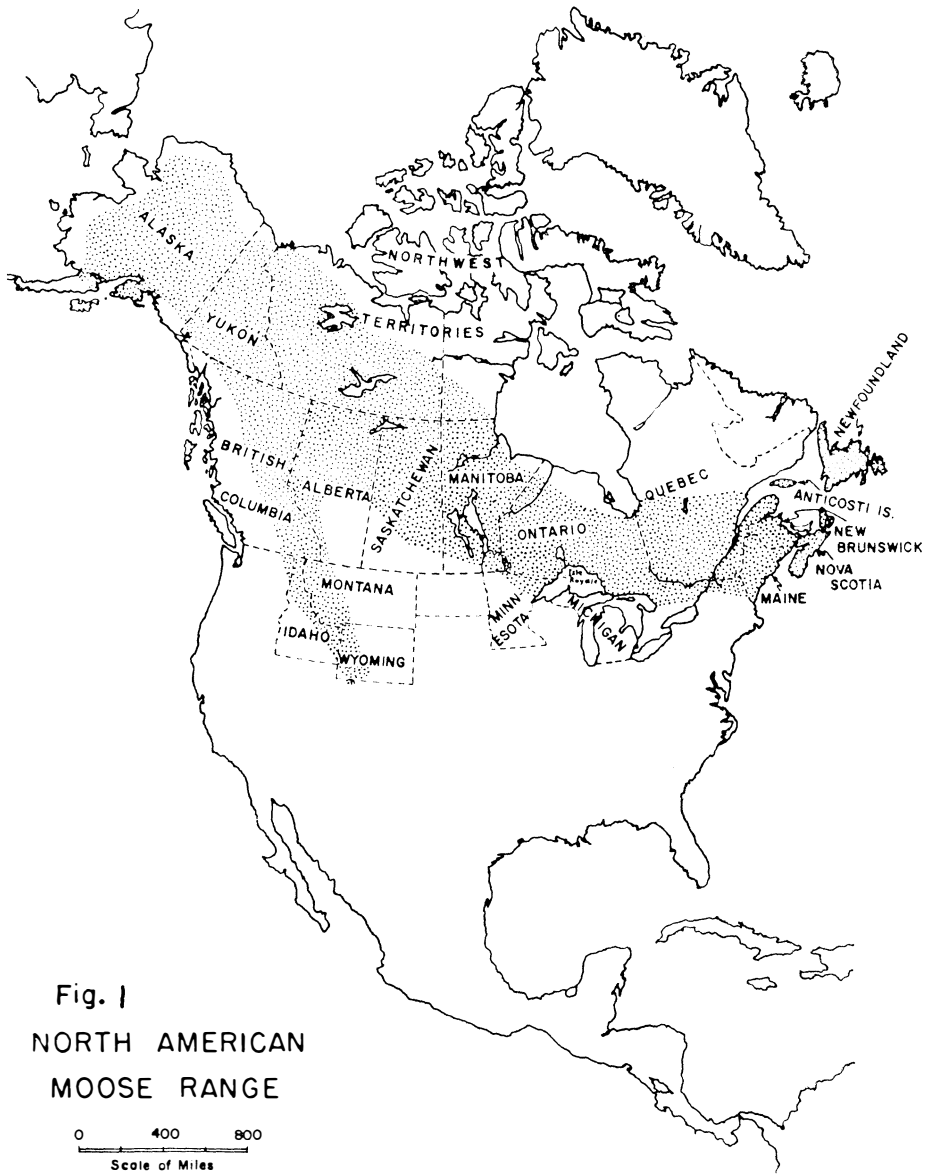 ALASKA
YUKON
NORTHWEST
TERRITORIES
BRITISH
COLUMBIA
ALBERTA
SASKATCHEWAN
MANITOBA
ONTARIO
QUEBEC
NEWFOUNDLAND
ANTICOSTI IS.
NEW
BRUNSWICK
NOVA
SCOTIA
MAINE
MONTANA
IDAHO
WYOMING
MINN
ESOTA
Isle
Royale
MICHIGAN
Fig. 1
NORTH AMERICAN
MOOSE RANGE
0 400 800
Scale of Miles